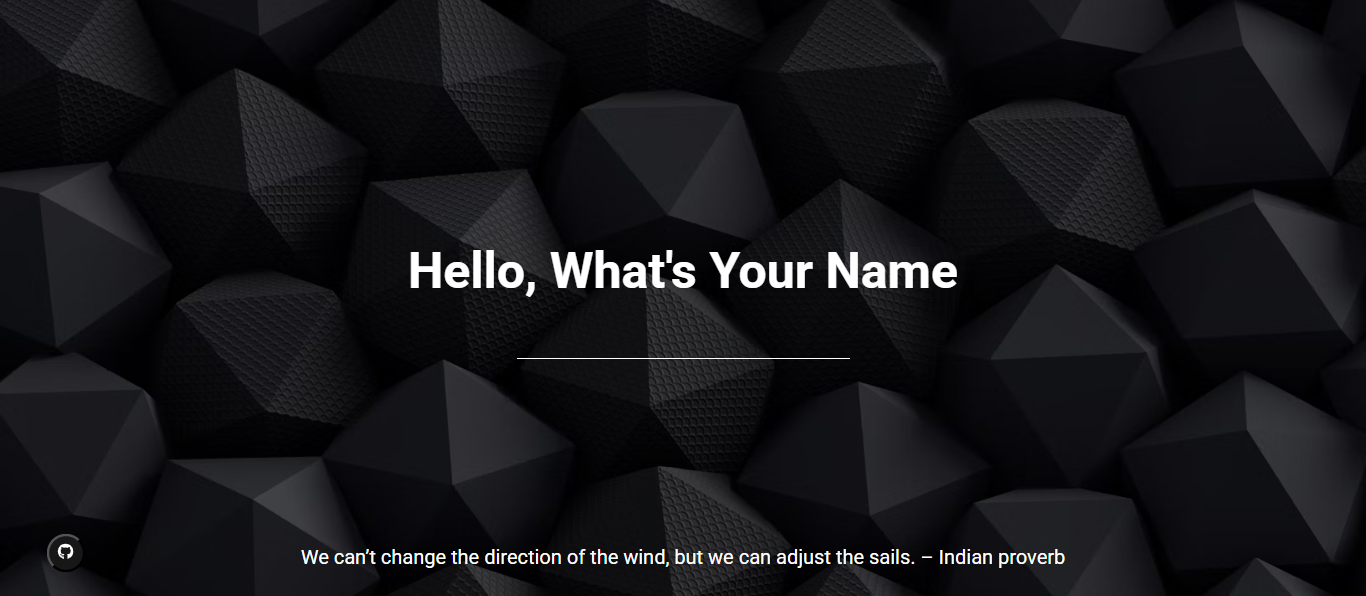 Hello, What's Your Name
We can’t change the direction of the wind, but we can adjust the sails. – Indian proverb